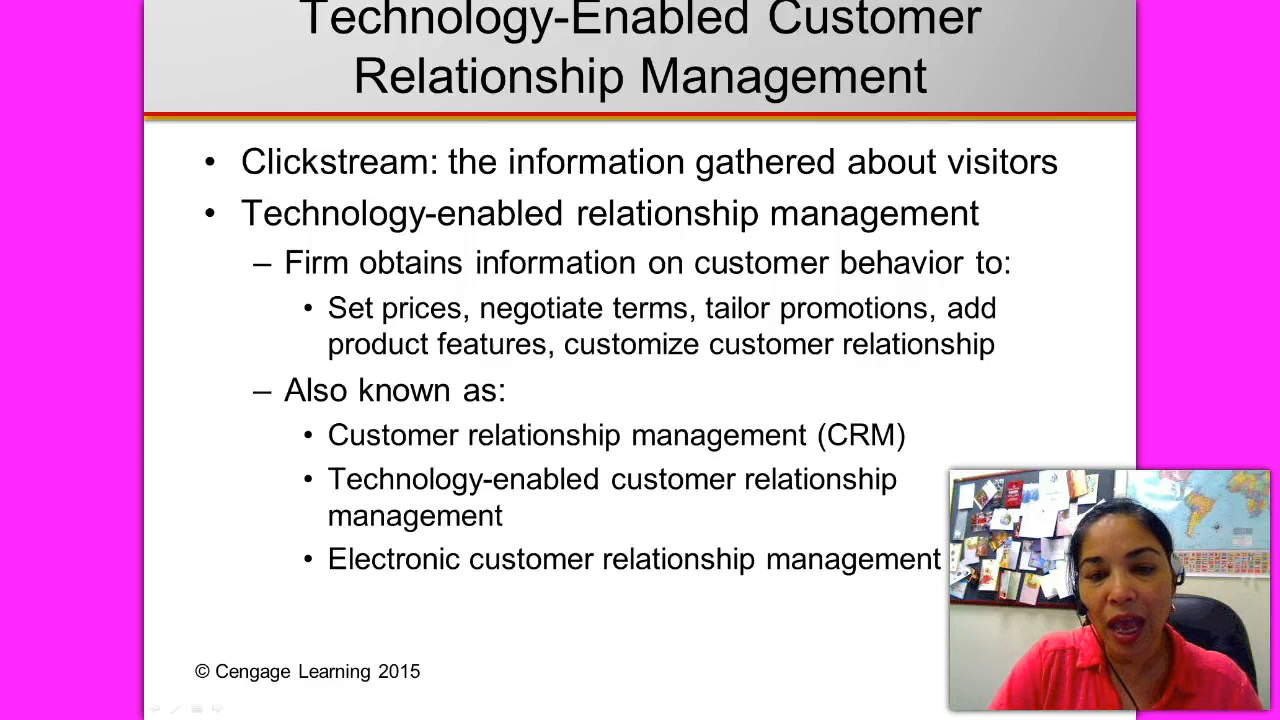 Technology-Enabled Customer
Relationship Management
• Clickstream: the information gathered about visitors
• Technology-enabled relationship management
– Firm obtains information on customer behavior to:
• Set prices, negotiate terms, tailor promotions, add
product features, customize customer relationship
– Also known as:
• Customer relationship management (CRM)
• Technology-enabled customer relationship
management
• Electronic customer relationship management
© Cengage Learning 2015